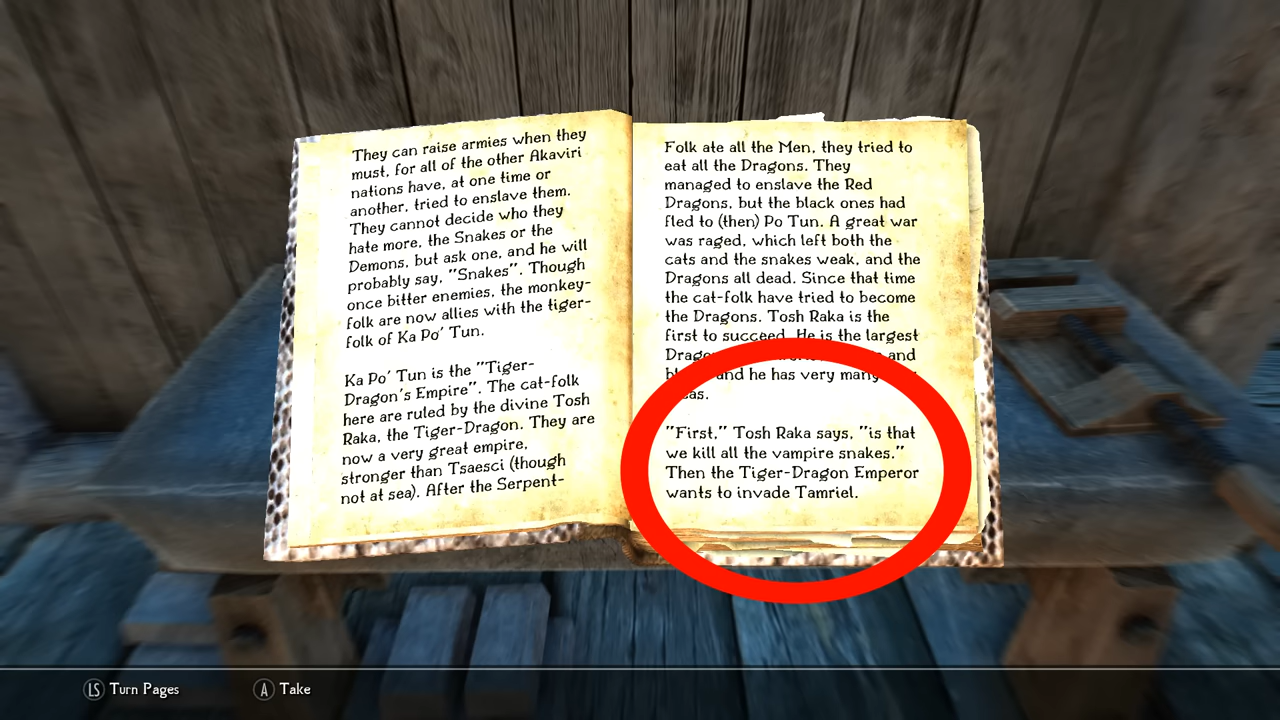 They can raise armies when they
must, for all of the other Akaviri
nations have, at one time or
another, tried to enslave them.
They cannot decide who they
hate more, the Snakes or the
Demons, but ask one, and he will
probably say, "Snakes". Though
once bitter enemies, the monkey-
folk are now allies with the tiger-
folk of Ka Po' Tun.
Ka Po' Tun is the "Tiger-
Dragon's Empire". The cat-folk
here are ruled by the divine Tosh
Raka, the Tiger-Dragon. They are
now a very great empire,
stronger than Tsaesci (though
not at sea). After the Serpent-
Folk ate all the Men, they tried to
eat all the Dragons. They
managed to enslave the Red
Dragons, but the black ones had
fled to (then) Po Tun. A great war
was raged, which left both the
cats and the snakes weak, and the
Dragons all dead. Since that time
the cat-folk have tried to become
the Dragons. Tosh Raka is the
first to succeed. He is the largest
and
and he has very many
"First," Tosh Raka says, "is that
we kill all the vampire snakes."
Then the Tiger-Dragon Emperor
wants to invade Tamriel.
LS Turn Pages
A Take